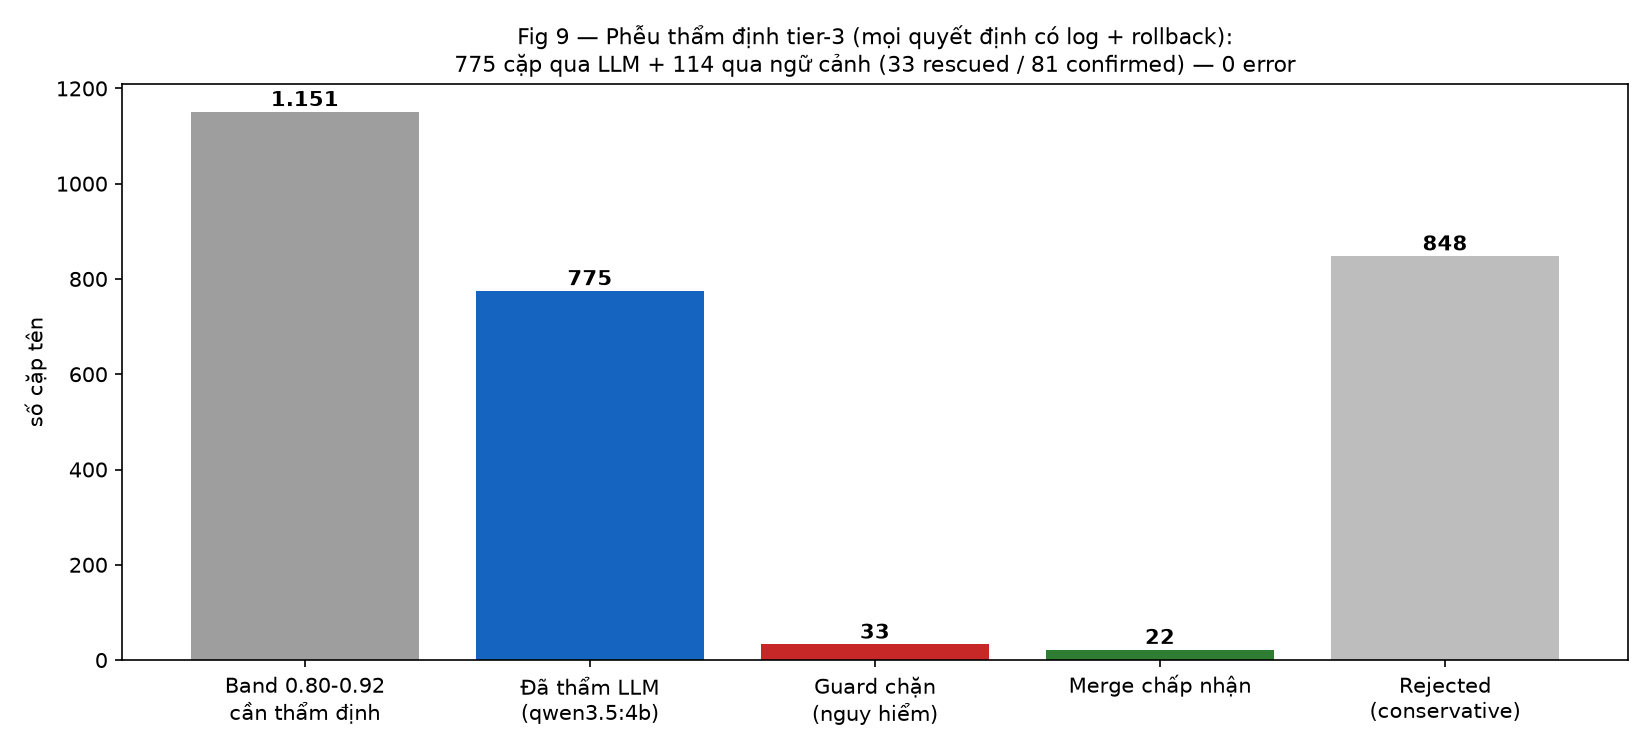 Fig 9 — Phễu thẩm định tier-3 (mọi quyết định có log + rollback):
775 cặp qua LLM + 114 qua ngữ cảnh (33 rescued / 81 confirmed) — 0 error
số cặp tên
1200
1000
800
600
400
200
0
1.151
775
33
22
848
Band 0.80-0.92
cần thẩm định
Đã thẩm LLM
(qwen3.5:4b)
Guard chặn
(nguy hiểm)
Merge chấp nhận
Rejected
(conservative)